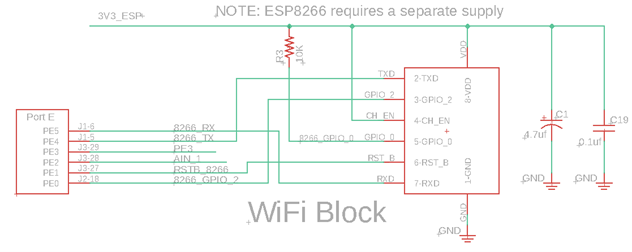 NOTE: ESP8266 requires a separate supply
3V3_ESP
R3
10K
VDD
TXD
2-TXD
8-VDD
GPIO_2
3-GPIO_2
CH_EN
4-CH_EN
8266_GPIO_0
GPIO_0
5-GPIO_0
RST_B
6-RST_B
RXD
7-RXD
1-GND
GND
GND
C1
4.7uf
GND
C19
0.1uf
GND
Port E
PE5
J1-6
8266_RX
PE4
J1-5
8266_TX
PE3
J3-29
PE3
PE2
J3-28
AIN_1
PE1
J3-27
RSTB_8266
PE0
J2-18
8266_GPIO_2
WiFi Block